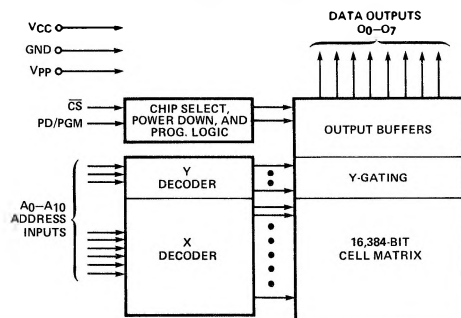 DATA OUTPUTS
O0–O7
VCC
GND
VPP
CS
PD/PGM
CHIP SELECT,
POWER DOWN, AND
PROG. LOGIC
OUTPUT BUFFERS
Y
DECODER
Y-GATING
A0–A10
ADDRESS
INPUTS
X
DECODER
16,384-BIT
CELL MATRIX